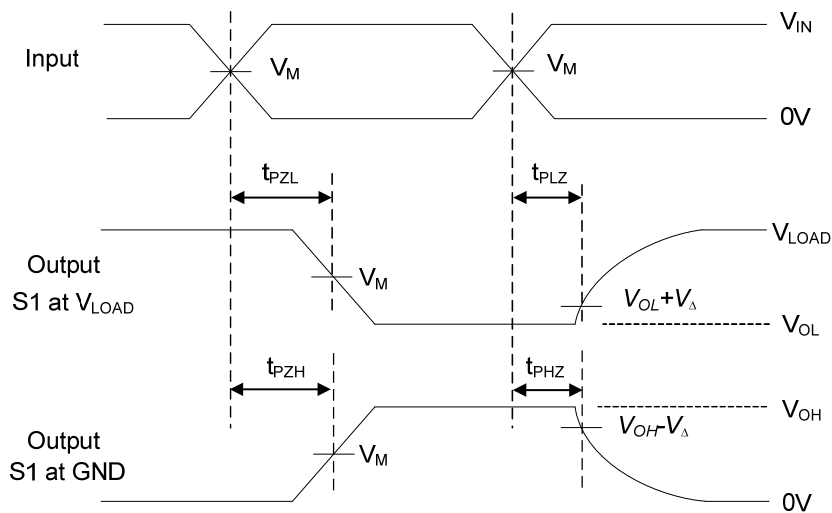 V_IN
Input
V_M
V_M
0V
t_PZL
t_PLZ
V_LOAD
Output
S1 at V_LOAD
V_M
V_OL+V_Δ
V_OL
t_PZH
t_PHZ
V_OH
V_OH-V_Δ
Output
S1 at GND
V_M
0V